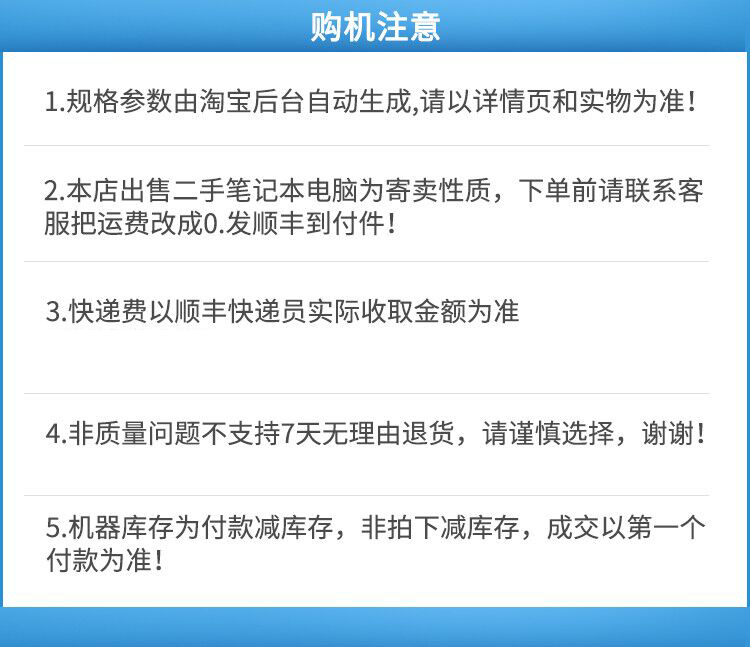 购机注意
1.规格参数由淘宝后台自动生成,请以详情页和实物为准！
2.本店出售二手笔记本电脑为寄卖性质，下单前请联系客
服把运费改成0.发顺丰到付件！
3.快递费以顺丰快递员实际收取金额为准
4.非质量问题不支持7天无理由退货，请谨慎选择，谢谢！
5.机器库存为付款减库存，非拍下减库存，成交以第一个
付款为准！